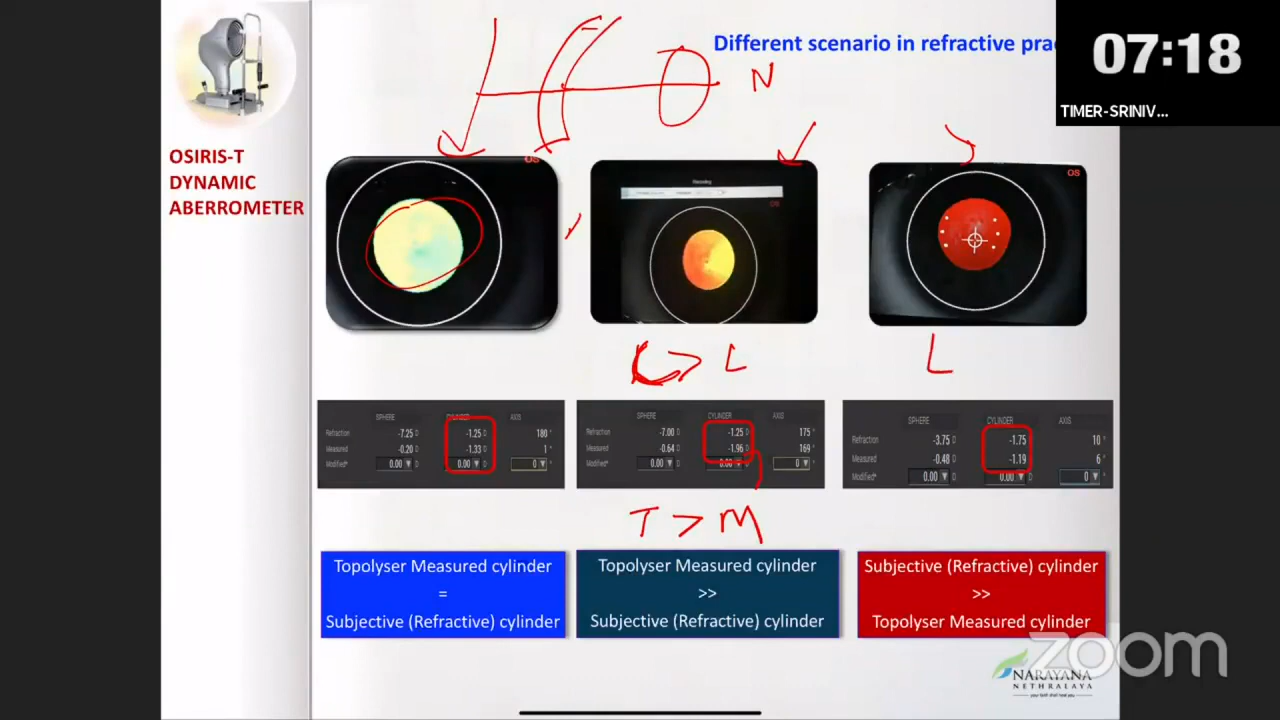 Different scenario in refractive pra
07:18
TIMER-SRINIV...
OSIRIS-T
DYNAMIC
ABERROMETER
N
OS
OS
OS
> L
L
SPHERE CYLINDER AXIS
Refraction -7.25 D -1.25 D 180 °
Measured -0.20 D -1.33 D 1 °
Modified* 0.00 D 0.00 D 0 °
SPHERE CYLINDER AXIS
Refraction -7.00 D -1.25 D 175 °
Measured -0.64 D -1.96 D 169 °
Modified* 0.00 D 0.00 D 0 °
SPHERE CYLINDER AXIS
Refraction -3.75 D -1.75 10 °
Measured -0.48 D -1.19 6 °
Modified* 0.00 D 0.00 D 0 °
T > M
Topolyser Measured cylinder
=
Subjective (Refractive) cylinder
Topolyser Measured cylinder
>>
Subjective (Refractive) cylinder
Subjective (Refractive) cylinder
>>
Topolyser Measured cylinder
zoom
NARAYANA
NETHRALAYA